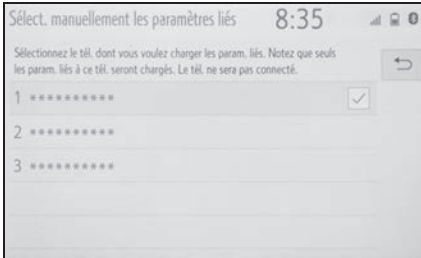 Sélect. manuellement les paramètres liés 8:35 0
Sélectionnez le tél. dont vous voulez charger les param. liés. Notez que seuls
les param. liés à ce tél. seront chargés. Le tél. ne sera pas connecté.
1 **********
2 **********
3 **********